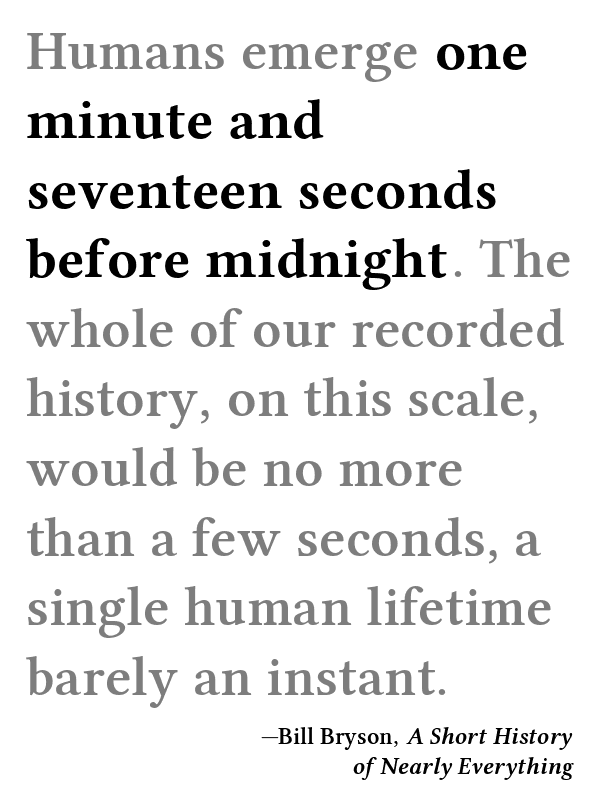 Humans emerge one
minute and
seventeen seconds
before midnight. The
whole of our recorded
history, on this scale,
would be no more
than a few seconds, a
single human lifetime
barely an instant.
—Bill Bryson, A Short History
of Nearly Everything